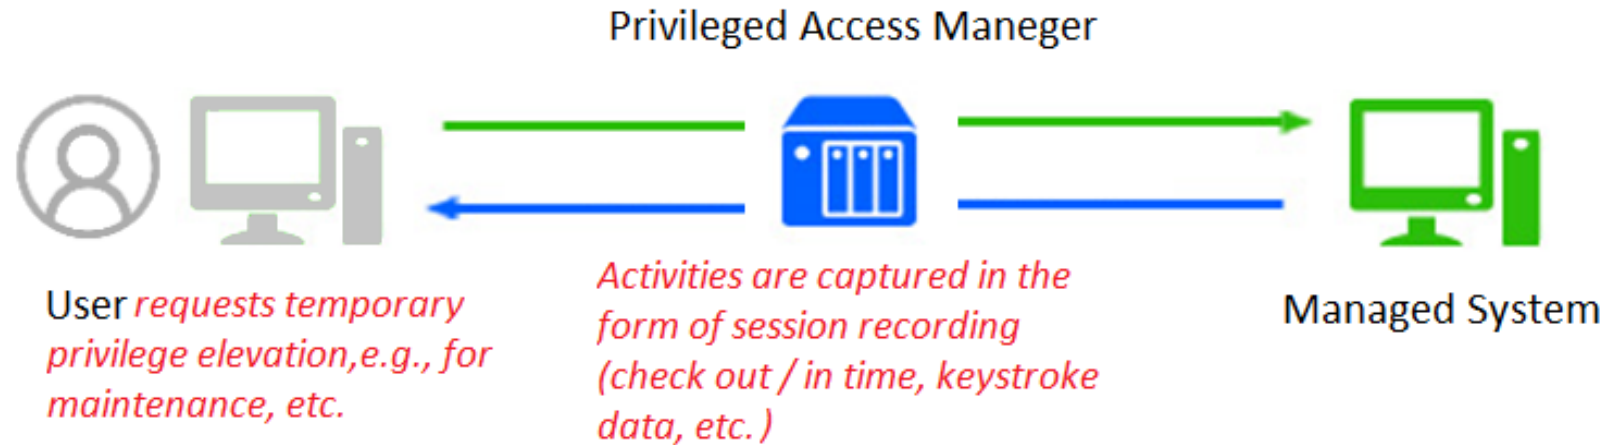 Privileged Access Maneger
User requests temporary
privilege elevation,e.g., for
maintenance, etc.
Activities are captured in the
form of session recording
(check out / in time, keystroke
data, etc. )
Managed System